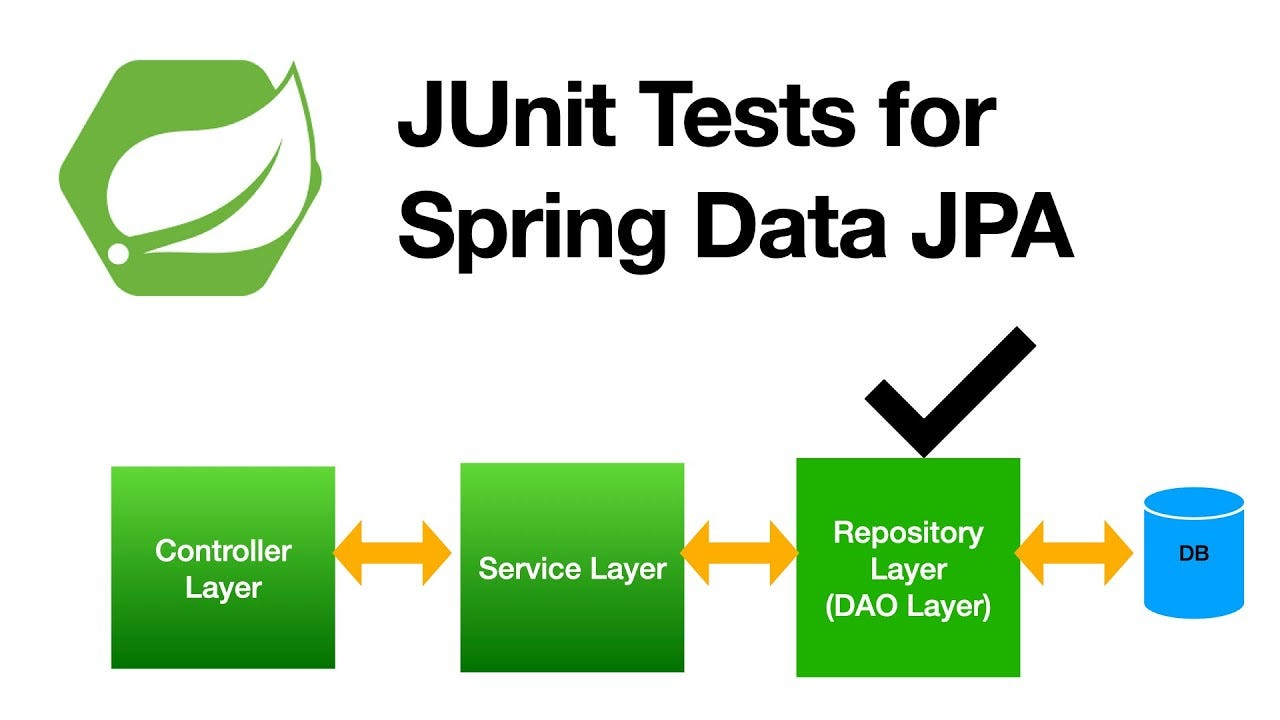 JUnit Tests for
Spring Data JPA
Controller
Layer
Service Layer
Repository
Layer
(DAO Layer)
DB